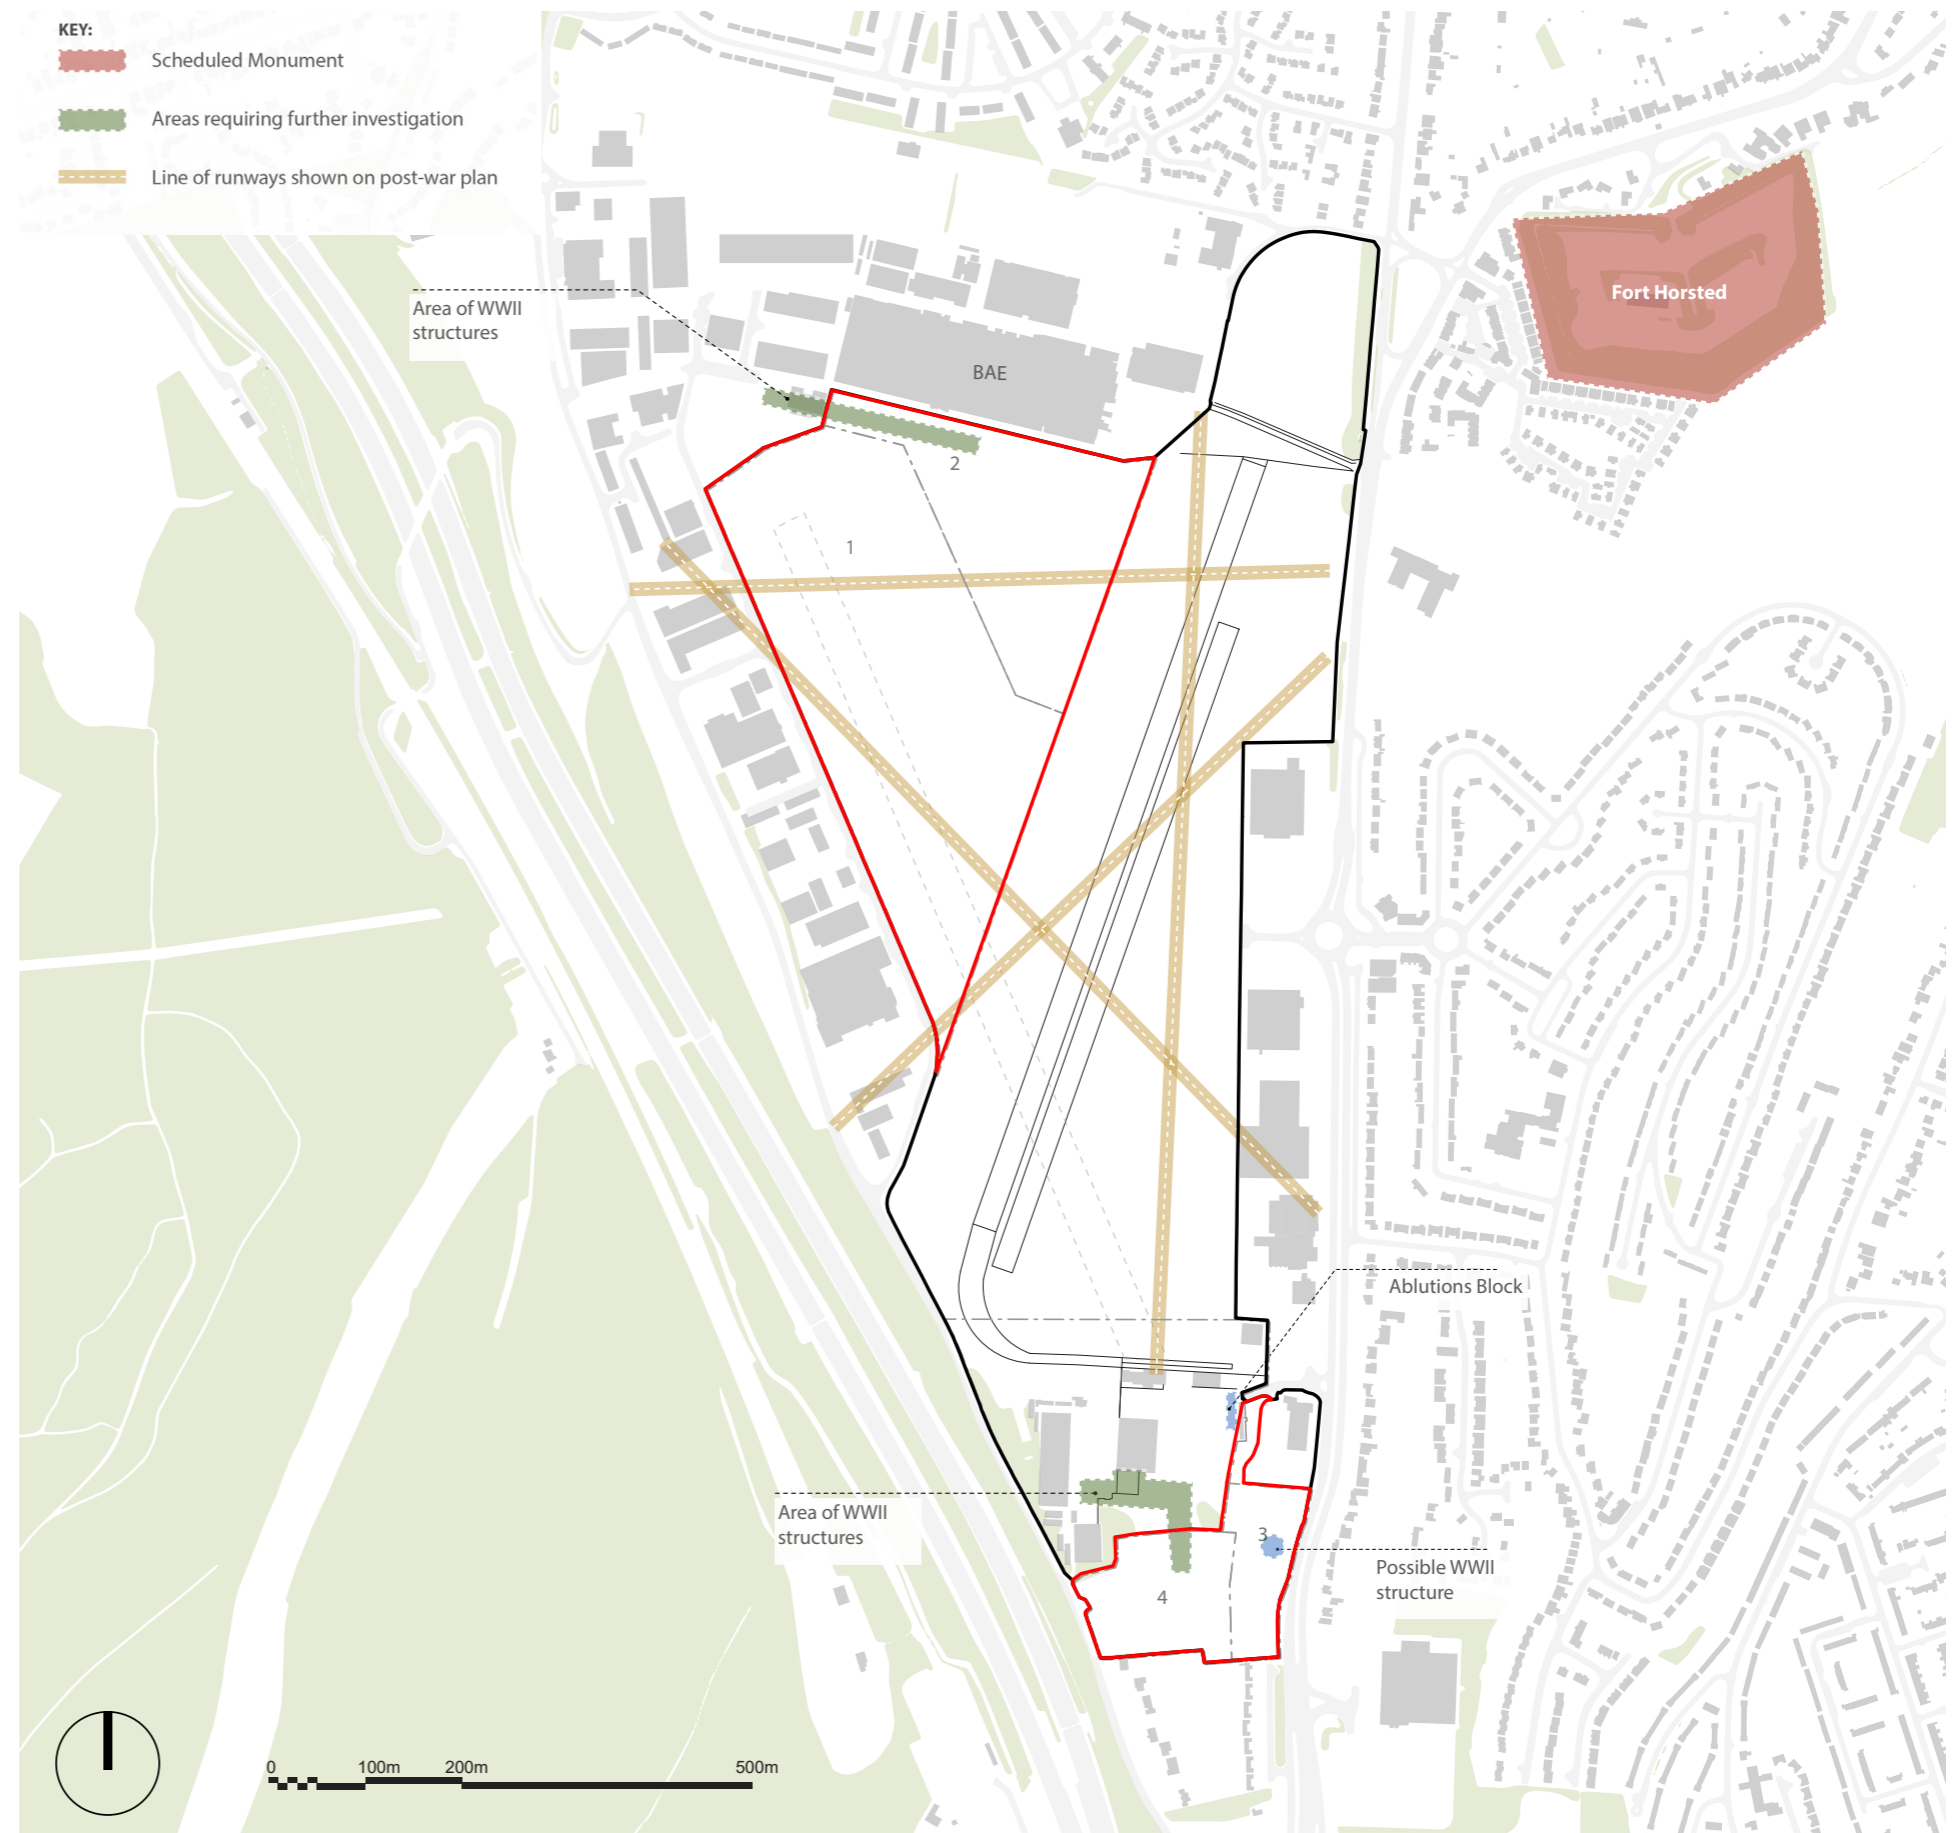 KEY:
Scheduled Monument
Areas requiring further investigation
Line of runways shown on post-war plan
Area of WWII
structures
Fort Horsted
BAE
2
1
Ablutions Block
Area of WWII
structures
3
Possible WWII
structure
4
0
100m
200m
500m